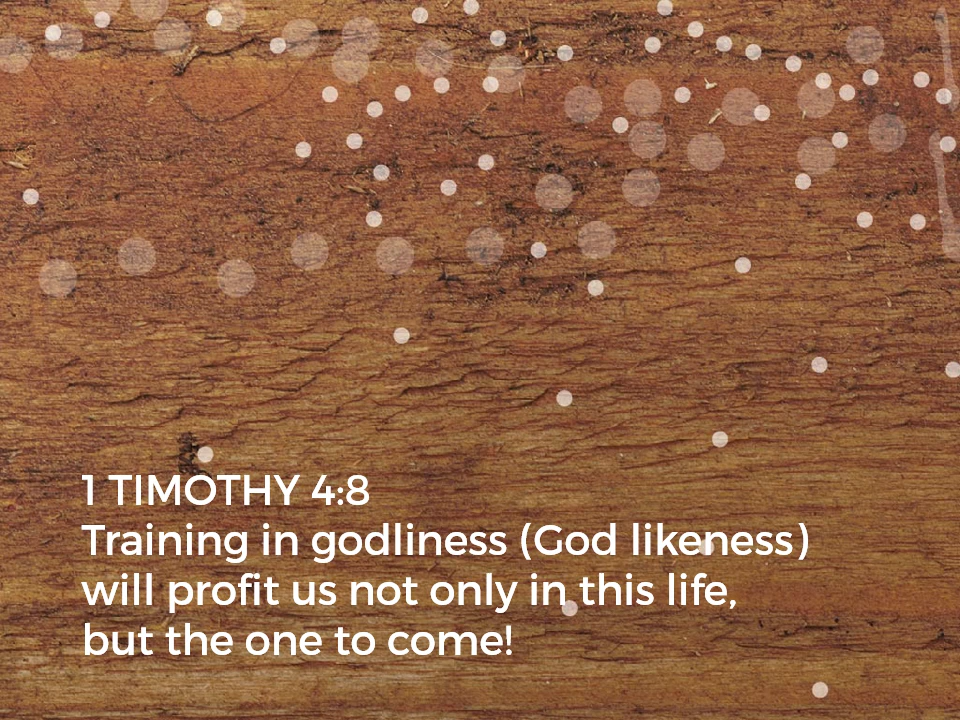 1 TIMOTHY 4:8
Training in godliness (God likeness)
will profit us not only in this life,
but the one to come!